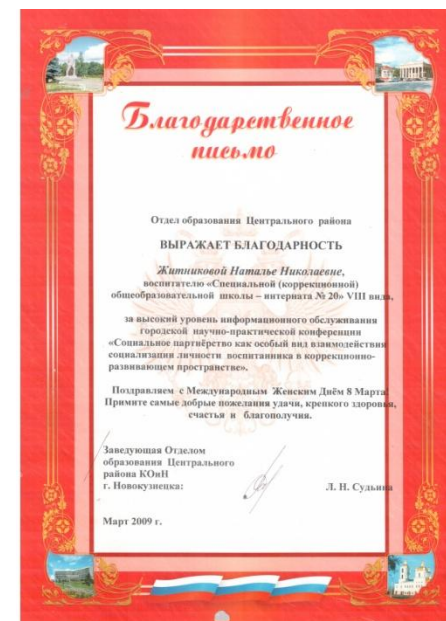 Благодарственное
письмо
Отдел образования Центрального района
ВЫРАЖАЕТ БЛАГОДАРНОСТЬ
Житниковой Наталье Николаевне,
воспитателю «Специальной (коррекционной)
общеобразовательной школы – интерната № 20» VIII вида,
за высокий уровень информационного обслуживания
городской научно-практической конференции
«Социальное партнёрство как особый вид взаимодействия
социализации личности воспитанника в коррекционно-
развивающем пространстве».
Поздравляем с Международным Женским Днём 8 Марта!
Примите самые добрые пожелания удачи, крепкого здоровья,
счастья и благополучия.
Заведующая Отделом
образования Центрального
района КОиН
г. Новокузнецка:
Л. Н. Судьина
Март 2009 г.